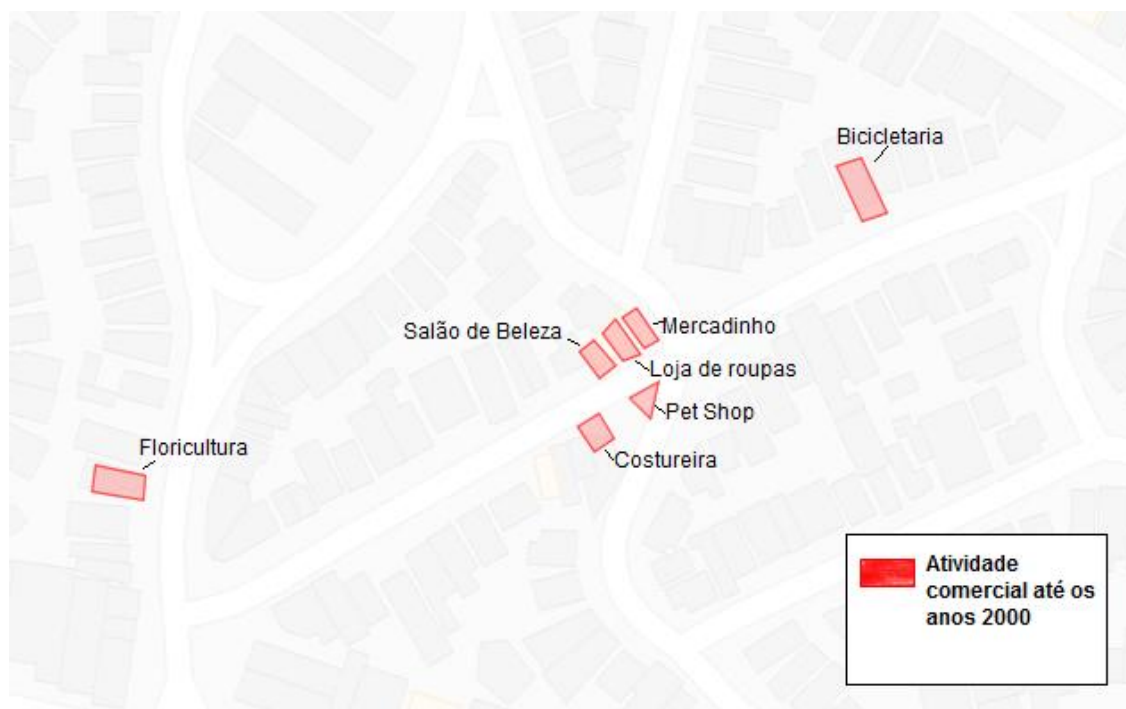 Bicicletaria
Mercadinho
Salão de Beleza
Loja de roupas
Pet Shop
Floricultura
Costureira
Atividade
comercial até os
anos 2000